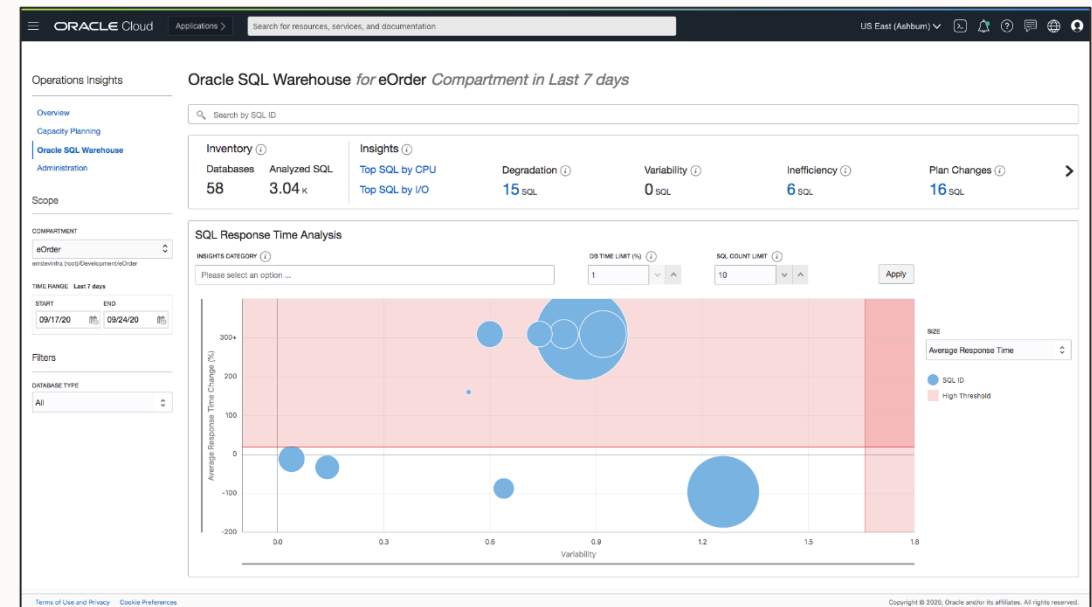 ORACLE Cloud Applications > Search for resources, services, and documentation US East (Ashburn)
Operations Insights
Overview
Capacity Planning
Oracle SQL Warehouse
Administration
Scope
COMPARTMENT
eOrder
emdevinfra (root)/Development/eOrder
TIME RANGE Last 7 days
START END
09/17/20 09/24/20
Filters
DATABASE TYPE
All
Oracle SQL Warehouse for eOrder Compartment in Last 7 days
Search by SQL ID
Inventory Insights
Databases Analyzed SQL Top SQL by CPU Degradation Variability Inefficiency Plan Changes
58 3.04 K Top SQL by I/O 15 SQL 0 SQL 6 SQL 16 SQL
SQL Response Time Analysis
INSIGHTS CATEGORY DB TIME LIMIT (%) SQL COUNT LIMIT
Please select an option ... 1 10 Apply
Average Response Time Change (%)
300+
200
100
0
-100
-200
0.0 0.3 0.6 0.9 1.2 1.5 1.8
Variability
SIZE
Average Response Time
SQL ID
High Threshold
Terms of Use and Privacy Cookie Preferences Copyright © 2020, Oracle and/or its affiliates. All rights reserved.